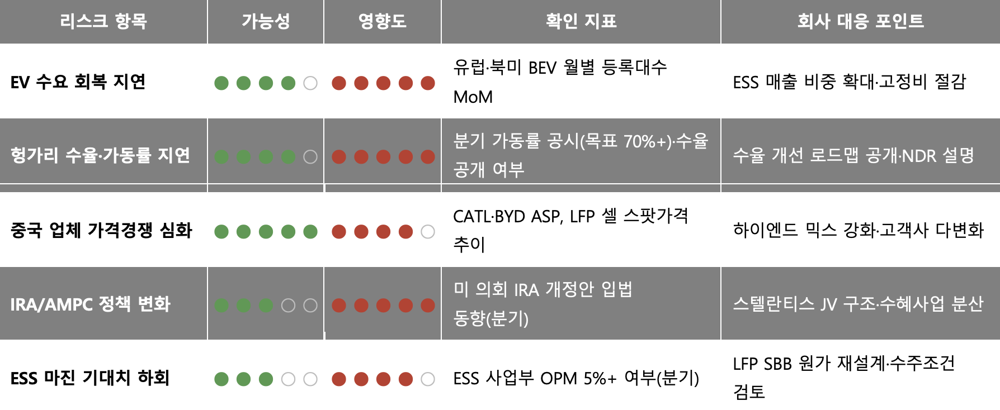 리스크 항목
가능성
영향도
확인 지표
회사 대응 포인트
EV 수요 회복 지연
유럽·북미 BEV 월별 등록대수
MoM
ESS 매출 비중 확대·고정비 절감
헝가리 수율·가동률 지연
분기 가동률 공시(목표 70%+)·수율
공개 여부
수율 개선 로드맵 공개·NDR 설명
중국 업체 가격경쟁 심화
CATL·BYD ASP, LFP 셀 스팟가격
추이
하이엔드 믹스 강화·고객사 다변화
IRA/AMPC 정책 변화
미 의회 IRA 개정안 입법
동향(분기)
스텔란티스 JV 구조·수혜사업 분산
ESS 마진 기대치 하회
ESS 사업부 OPM 5%+ 여부(분기)
LFP SBB 원가 재설계·수주조건
검토